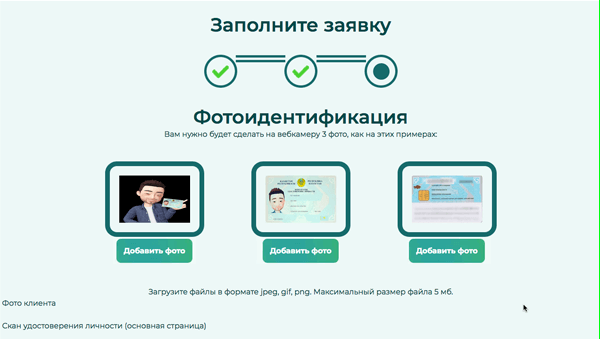 Заполните заявку
Фотоидентификация
Вам нужно будет сделать на вебкамеру 3 фото, как на этих примерах:
Добавить фото
Добавить фото
Добавить фото
Загрузите файлы в формате jpeg, gif, png. Максимальный размер файла 5 мб.
Фото клиента
Скан удостоверения личности (основная страница)